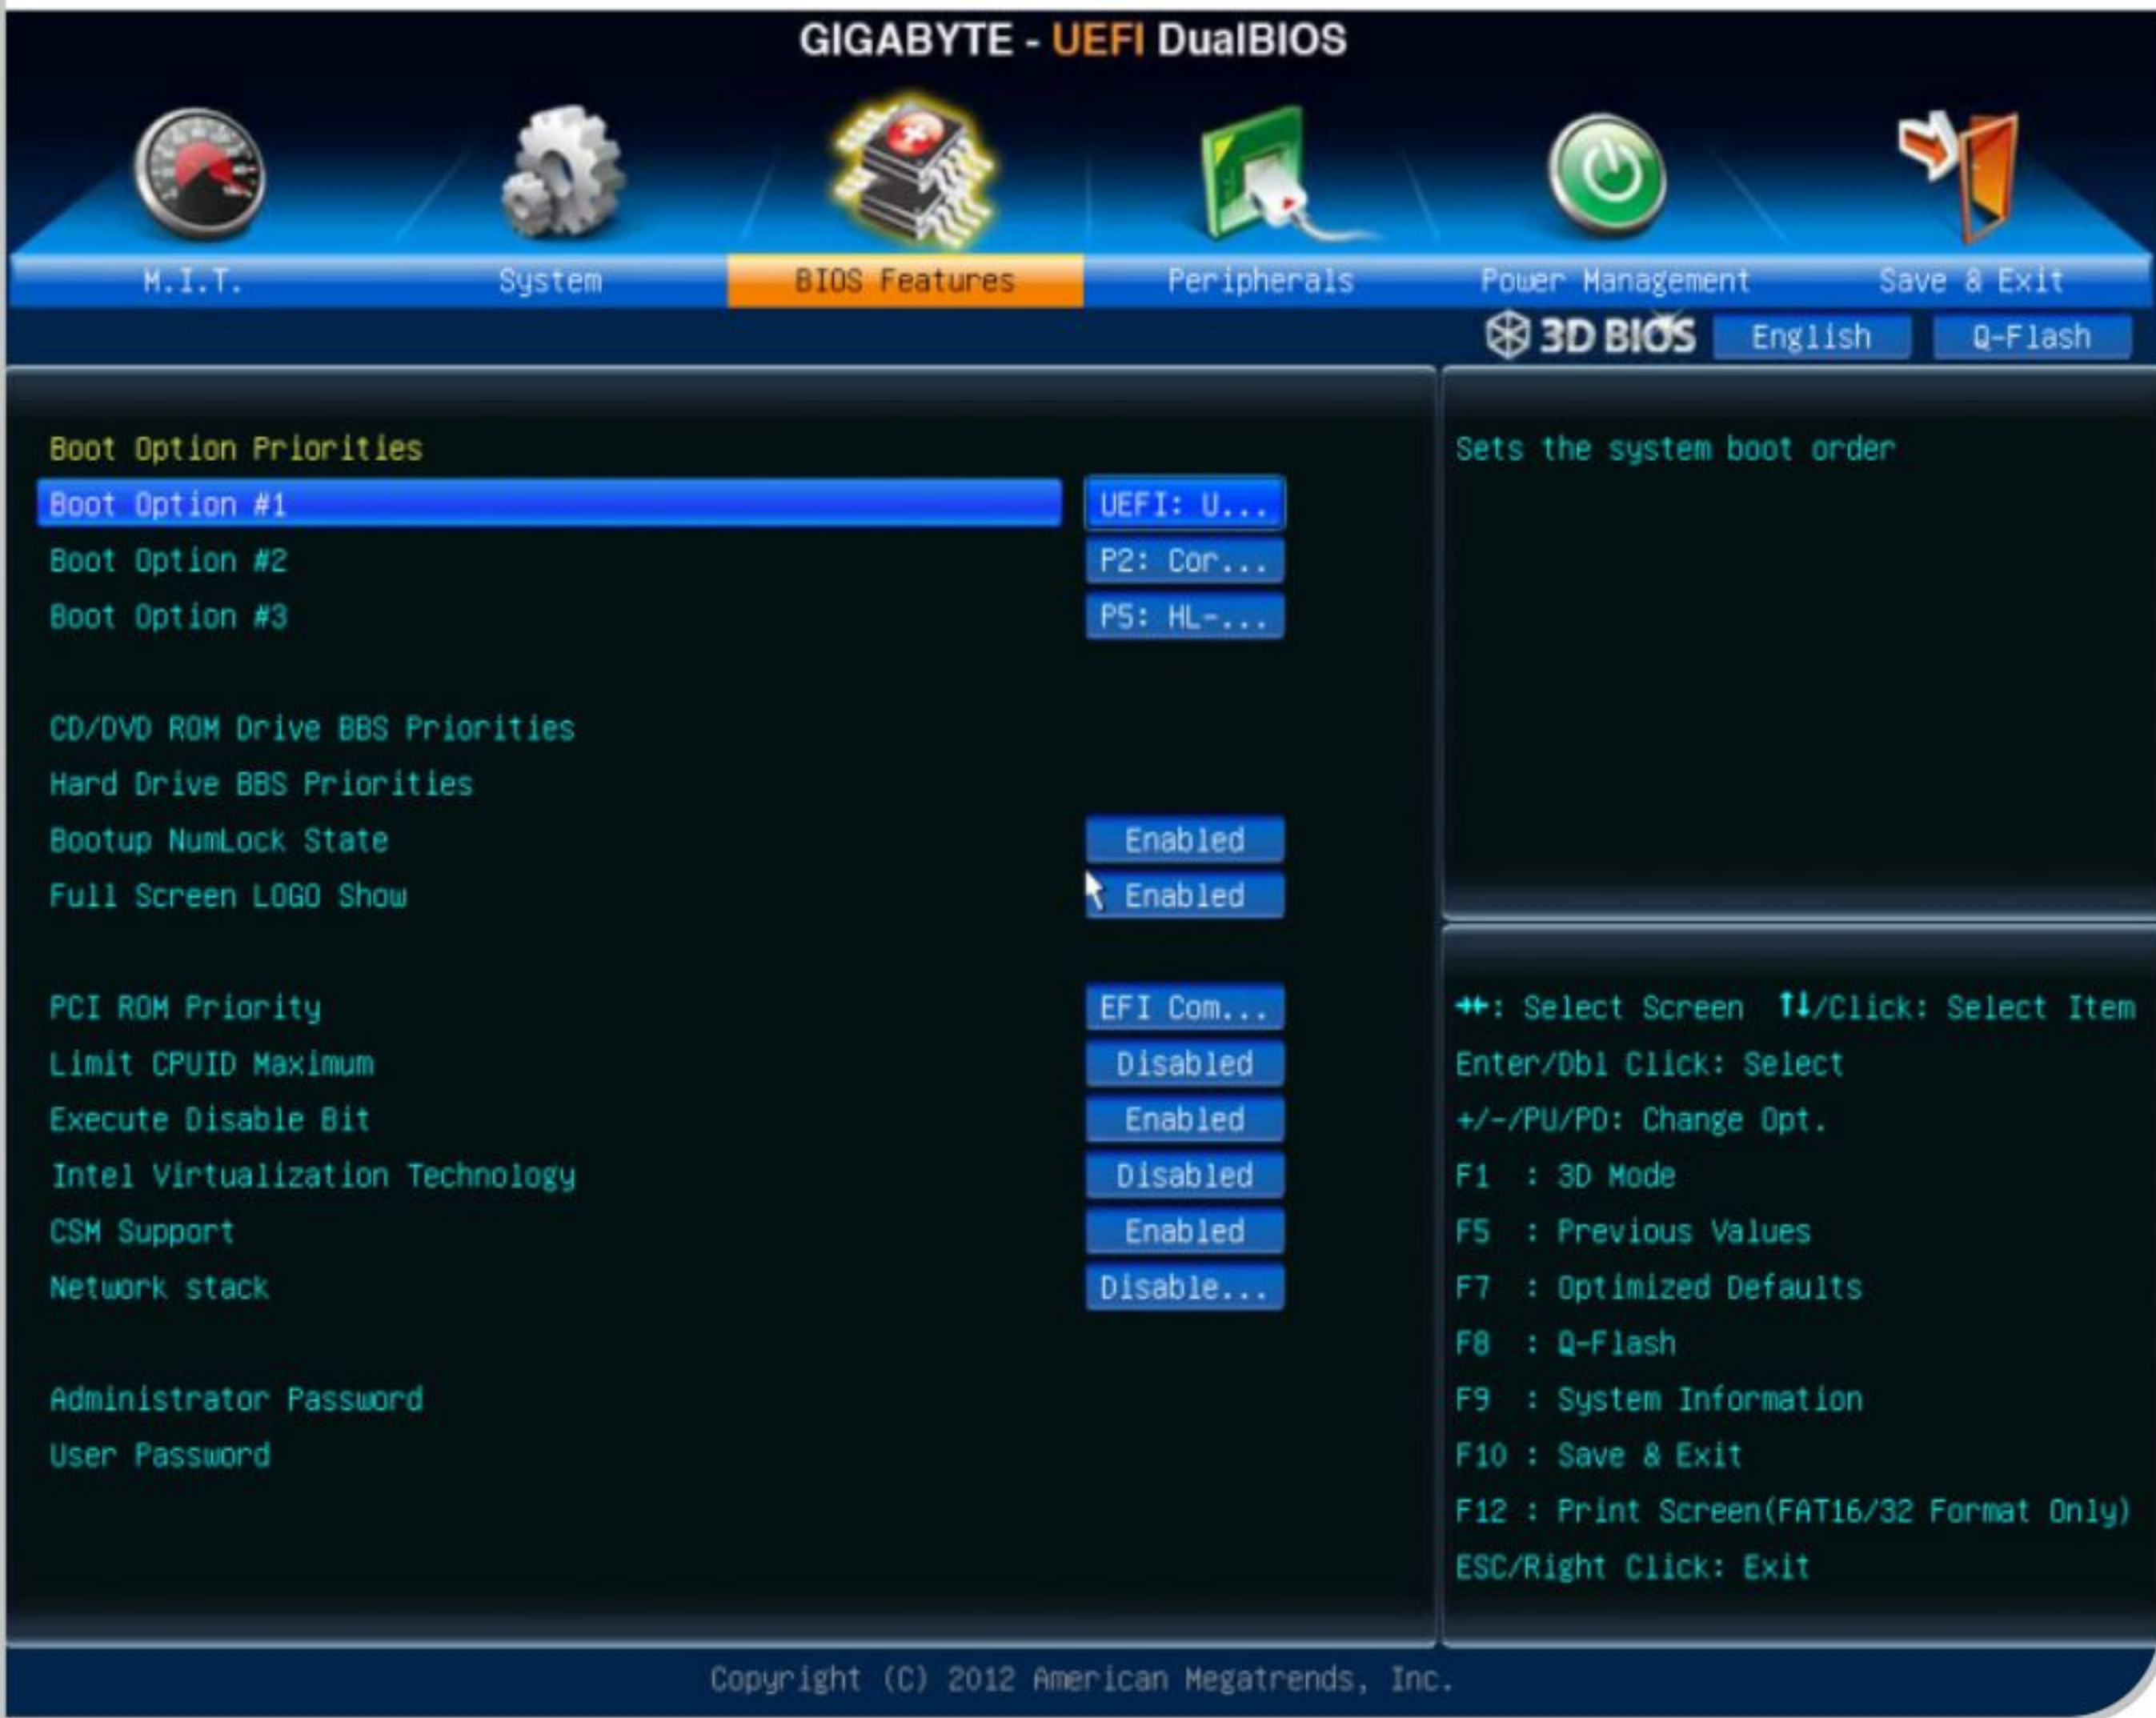 GIGABYTE - UEFI DualBIOS
M.I.T. System BIOS Features Peripherals Power Management Save & Exit
3D BIOS English Q-Flash
Boot Option Priorities
Boot Option #1 UEFI: U...
Boot Option #2 P2: Cor...
Boot Option #3 P5: HL-...
CD/DVD ROM Drive BBS Priorities
Hard Drive BBS Priorities
Bootup NumLock State Enabled
Full Screen LOGO Show Enabled
PCI ROM Priority EFI Com...
Limit CPUID Maximum Disabled
Execute Disable Bit Enabled
Intel Virtualization Technology Disabled
CSM Support Enabled
Network stack Disable...
Administrator Password
User Password
Sets the system boot order
→←: Select Screen ↑↓/Click: Select Item
Enter/Dbl Click: Select
+/-/PU/PD: Change Opt.
F1 : 3D Mode
F5 : Previous Values
F7 : Optimized Defaults
F8 : Q-Flash
F9 : System Information
F10 : Save & Exit
F12 : Print Screen(FAT16/32 Format Only)
ESC/Right Click: Exit
Copyright (C) 2012 American Megatrends, Inc.